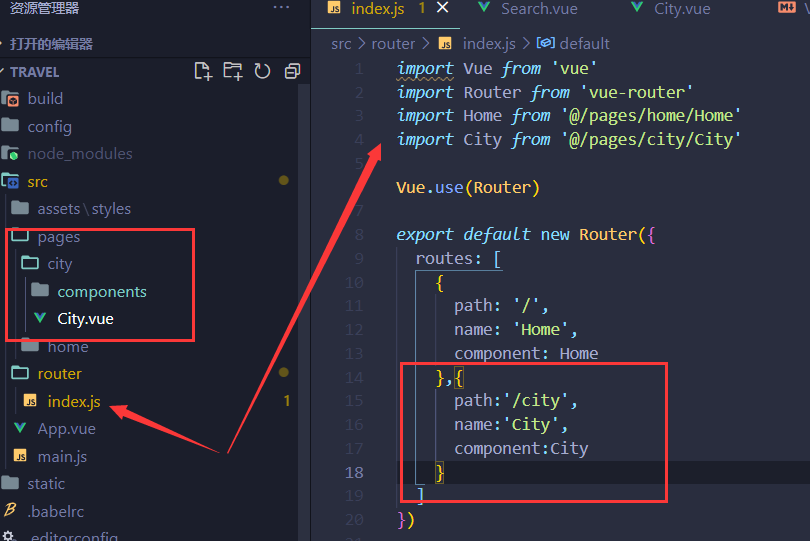 资源管理器 ···
打开的编辑器
TRAVEL
build
config
node_modules
src
assets\styles
pages
city
components
City.vue
home
router
index.js 1
App.vue
main.js
static
.babelrc
.editorconfig
index.js 1 Search.vue City.vue
src > router > index.js > default
1 import Vue from 'vue'
2 import Router from 'vue-router'
3 import Home from '@/pages/home/Home'
4 import City from '@/pages/city/City'
5
6 Vue.use(Router)
7
8 export default new Router({
9 routes: [
10 {
11 path: '/',
12 name: 'Home',
13 component: Home
14 },{
15 path:'/city',
16 name:'City',
17 component:City
18 }
19 ]
20 })